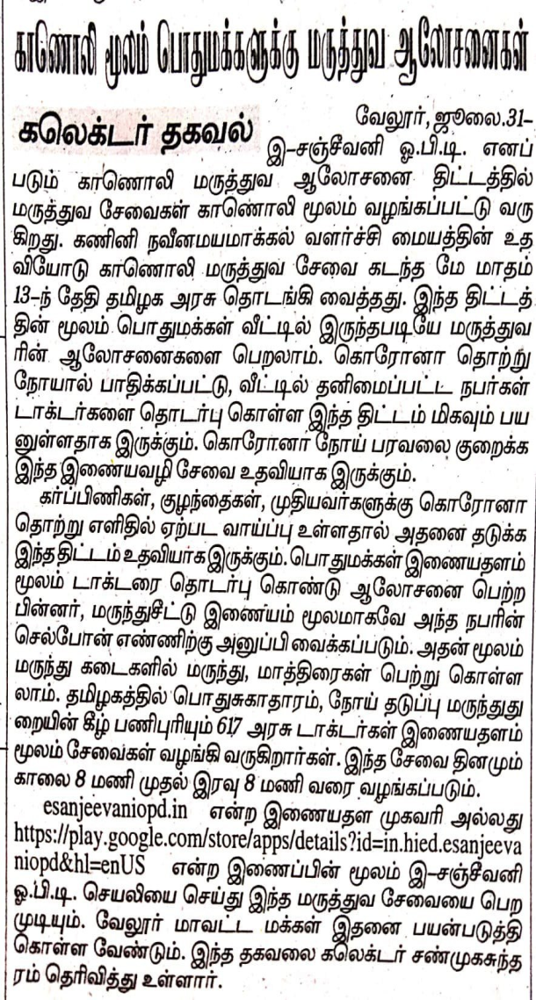 காணொலி மூலம் பொதுமக்களுக்கு மருத்துவ ஆலோசனைகள்
கலெக்டர் தகவல்
வேலூர், ஜூலை.31-
இ-சஞ்சீவனி ஓ.பி.டி. எனப்
படும் காணொலி மருத்துவ ஆலோசனை திட்டத்தில்
மருத்துவ சேவைகள் காணொலி மூலம் வழங்கப்பட்டு வரு
கிறது. கணினி நவீனமயமாக்கல் வளர்ச்சி மையத்தின் உத
வியோடு காணொலி மருத்துவ சேவை கடந்த மே மாதம்
13-ந் தேதி தமிழக அரசு தொடங்கி வைத்தது. இந்த திட்டத்
தின் மூலம் பொதுமக்கள் வீட்டில் இருந்தபடியே மருத்துவ
ரின் ஆலோசனைகளை பெறலாம். கொரோனா தொற்று
நோயால் பாதிக்கப்பட்டு, வீட்டில் தனிமைப்பட்ட நபர்கள்
டாக்டர்களை தொடர்பு கொள்ள இந்த திட்டம் மிகவும் பய
னுள்ளதாக இருக்கும். கொரோனா நோய் பரவலை குறைக்க
இந்த இணையவழி சேவை உதவியாக இருக்கும்.
கர்ப்பிணிகள், குழந்தைகள், முதியவர்களுக்கு கொரோனா
தொற்று எளிதில் ஏற்பட வாய்ப்பு உள்ளதால் அதனை தடுக்க
இந்த திட்டம் உதவியாக இருக்கும். பொதுமக்கள் இணையதளம்
மூலம் டாக்டரை தொடர்பு கொண்டு ஆலோசனை பெற்ற
பின்னர், மருந்துசீட்டு இணையம் மூலமாகவே அந்த நபரின்
செல்போன் எண்ணிற்கு அனுப்பி வைக்கப்படும். அதன் மூலம்
மருந்து கடைகளில் மருந்து, மாத்திரைகள் பெற்று கொள்ள
லாம். தமிழகத்தில் பொதுசுகாதாரம், நோய் தடுப்பு மருந்துது
றையின் கீழ் பணிபுரியும் 617 அரசு டாக்டர்கள் இணையதளம்
மூலம் சேவைகள் வழங்கி வருகிறார்கள். இந்த சேவை தினமும்
காலை 8 மணி முதல் இரவு 8 மணி வரை வழங்கப்படும்.
esanjeevaniopd.in என்ற இணையதள முகவரி அல்லது
https://play.google.com/store/apps/details?id=in.hied.esanjeeva
niopd&hl=enUS என்ற இணைப்பின் மூலம் இ-சஞ்சீவனி
ஓ.பி.டி. செயலியை செய்து இந்த மருத்துவ சேவையை பெற
முடியும். வேலூர் மாவட்ட மக்கள் இதனை பயன்படுத்தி
கொள்ள வேண்டும். இந்த தகவலை கலெக்டர் சண்முகசுந்த
ரம் தெரிவித்து உள்ளார்.